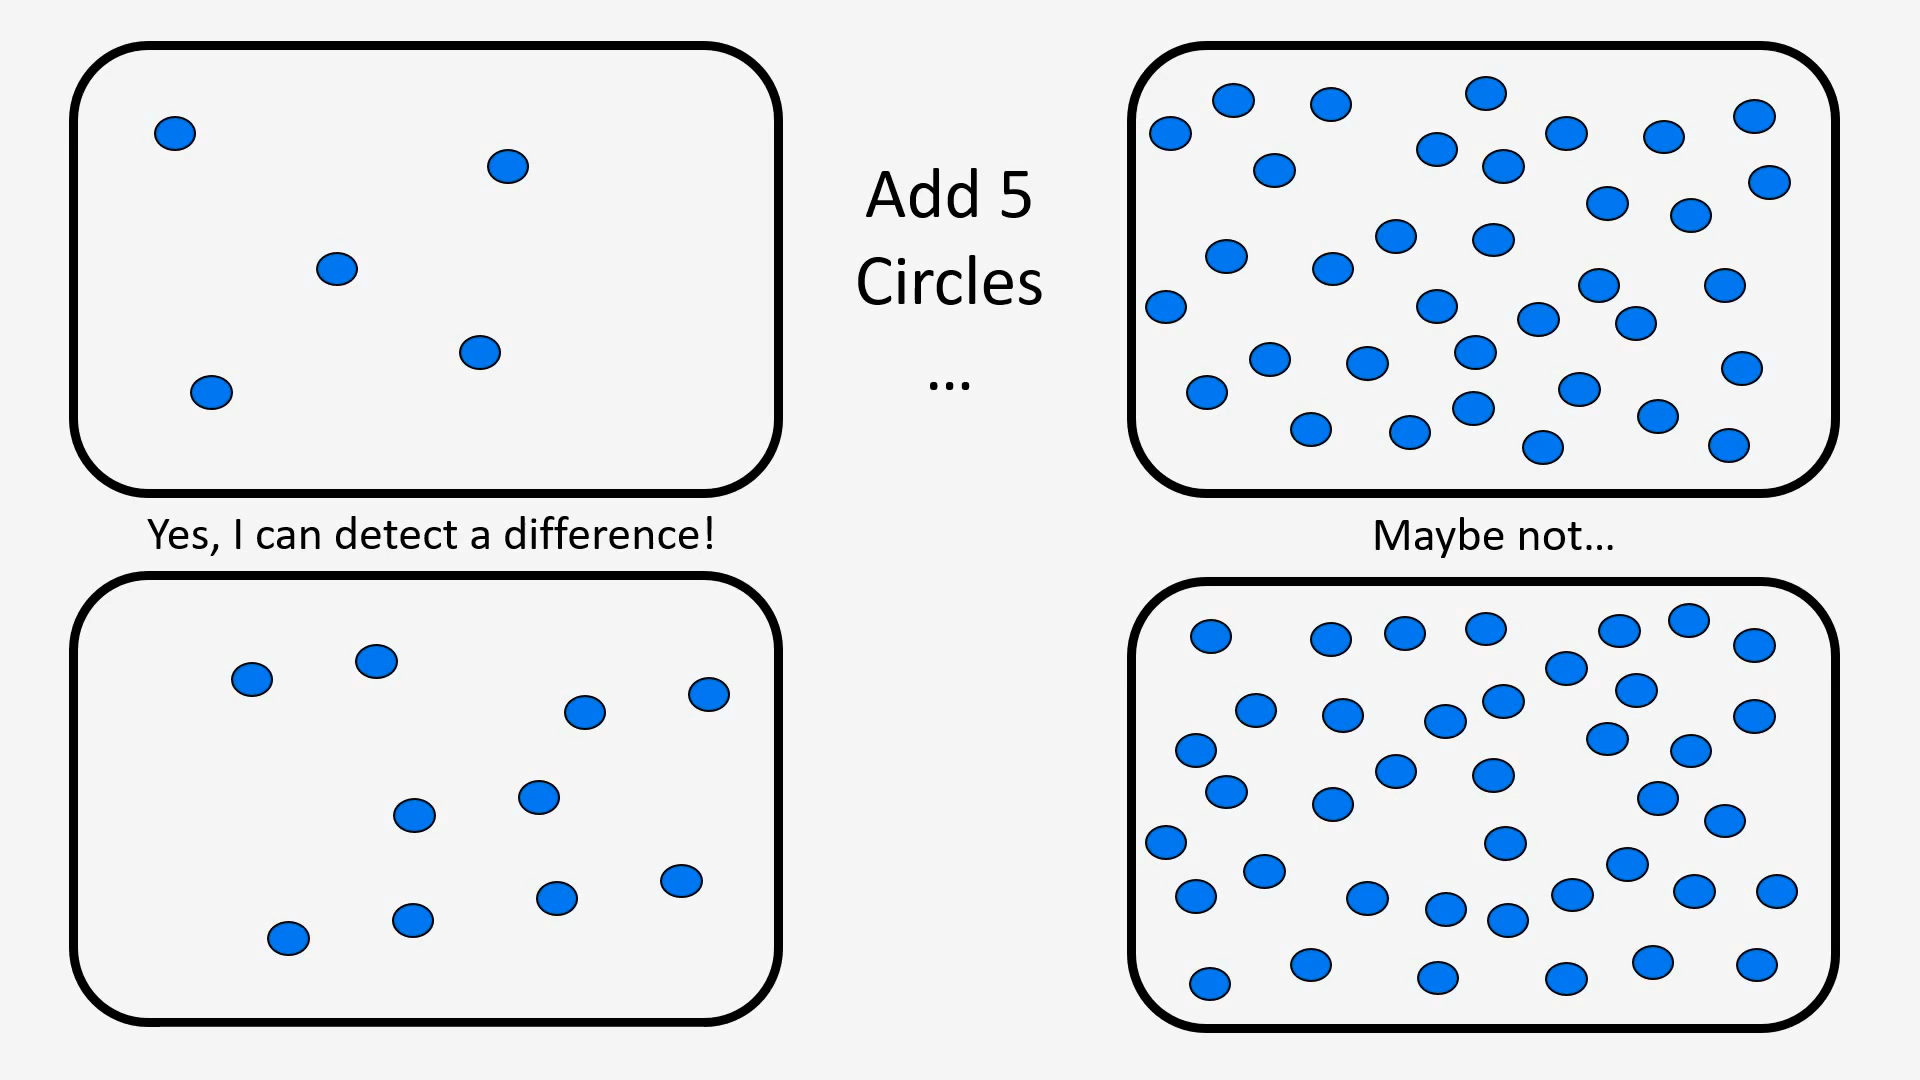 Add 5
Circles
...
Yes, I can detect a difference!
Maybe not...